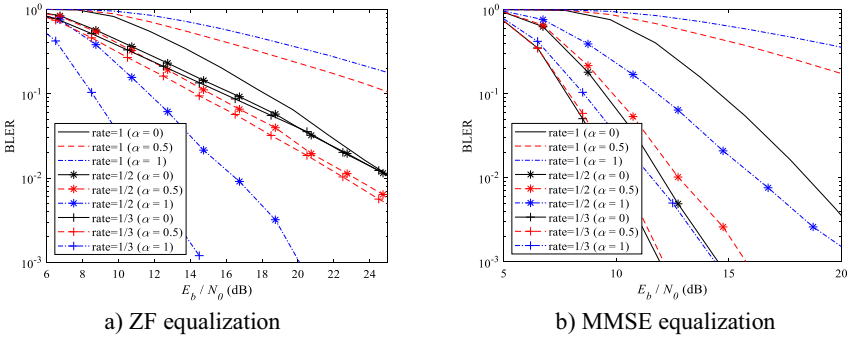 10^0
10^-1
10^-2
10^-3
BLER
rate=1 (α = 0)
rate=1 (α = 0.5)
rate=1 (α = 1)
rate=1/2 (α = 0)
rate=1/2 (α = 0.5)
rate=1/2 (α = 1)
rate=1/3 (α = 0)
rate=1/3 (α = 0.5)
rate=1/3 (α = 1)
6 8 10 12 14 16 18 20 22 24
E_b / N_0 (dB)
a) ZF equalization
10^0
10^-1
10^-2
10^-3
BLER
rate=1 (α = 0)
rate=1 (α = 0.5)
rate=1 (α = 1)
rate=1/2 (α = 0)
rate=1/2 (α = 0.5)
rate=1/2 (α = 1)
rate=1/3 (α = 0)
rate=1/3 (α = 0.5)
rate=1/3 (α = 1)
5 10 15 20
E_b / N_0 (dB)
b) MMSE equalization